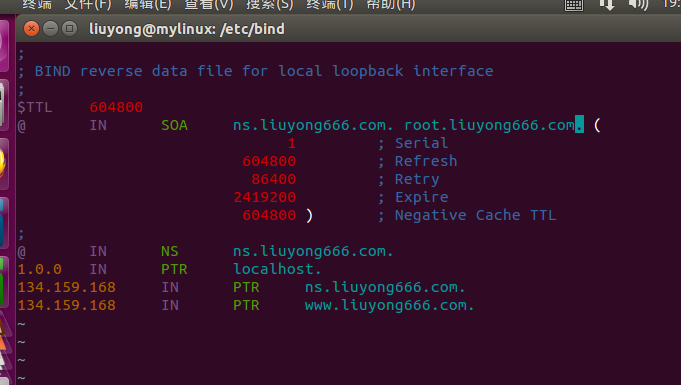 终端 文件(F) 编辑(E) 查看(V) 搜索(S) 终端(T) 帮助(H) 19:
liuyong@mylinux: /etc/bind
;
; BIND reverse data file for local loopback interface
;
$TTL 604800
@ IN SOA ns.liuyong666.com. root.liuyong666.com. (
1 ; Serial
604800 ; Refresh
86400 ; Retry
2419200 ; Expire
604800 ) ; Negative Cache TTL
;
@ IN NS ns.liuyong666.com.
1.0.0 IN PTR localhost.
134.159.168 IN PTR ns.liuyong666.com.
134.159.168 IN PTR www.liuyong666.com.
~
~
~
~